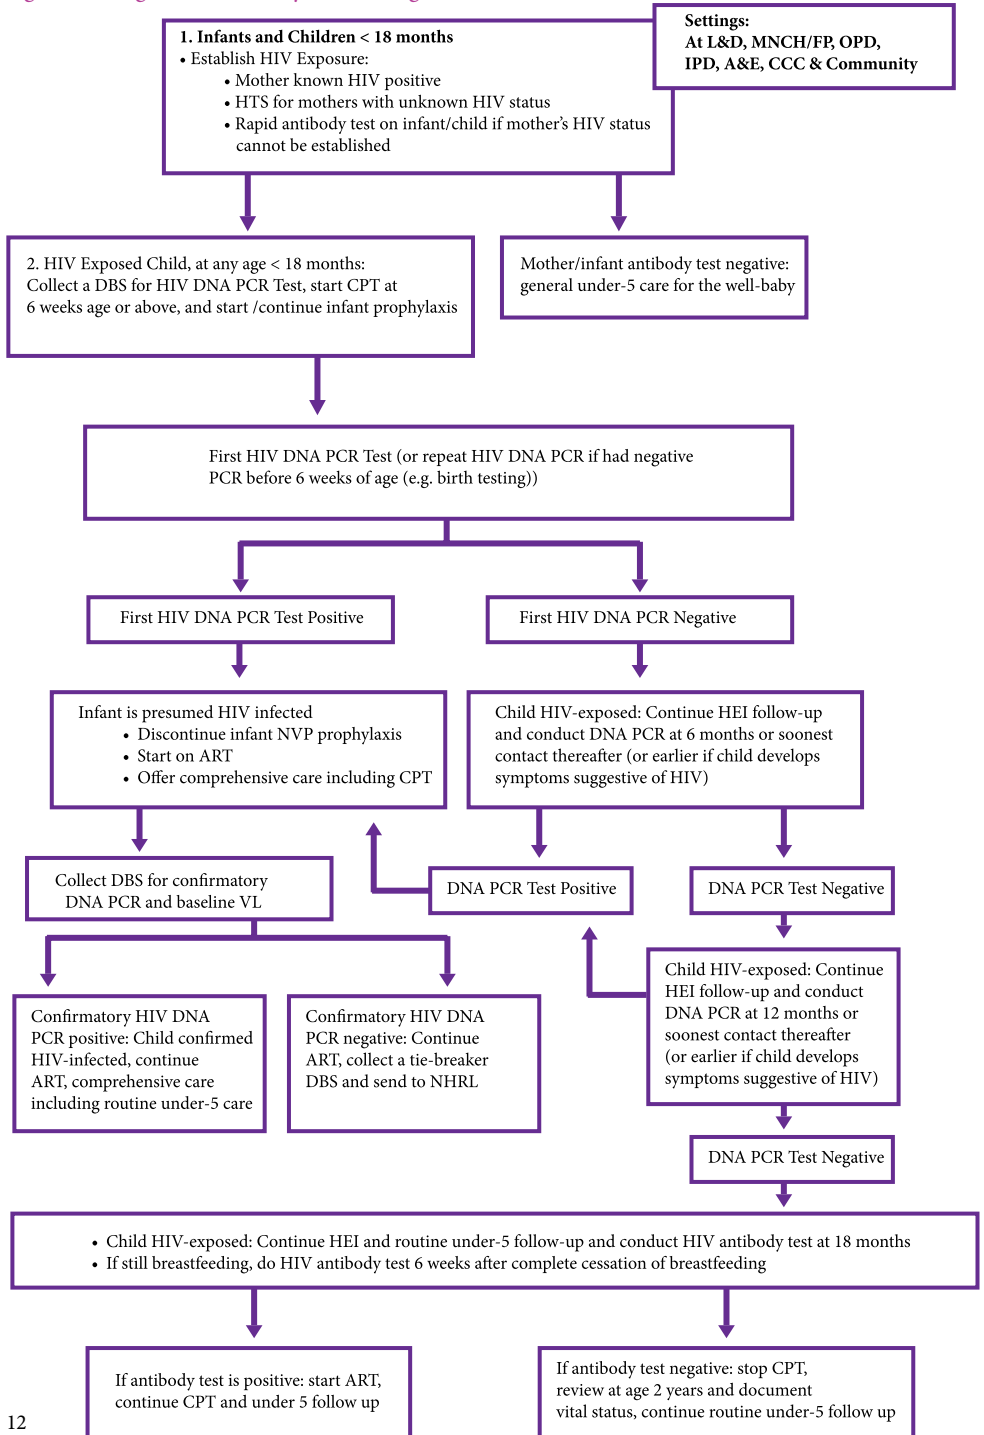 Settings:
At L&D, MNCH/FP, OPD,
IPD, A&E, CCC & Community
1. Infants and Children < 18 months
• Establish HIV Exposure:
• Mother known HIV positive
• HTS for mothers with unknown HIV status
• Rapid antibody test on infant/child if mother’s HIV status
cannot be established
2. HIV Exposed Child, at any age < 18 months:
Collect a DBS for HIV DNA PCR Test, start CPT at
6 weeks age or above, and start /continue infant prophylaxis
Mother/infant antibody test negative:
general under-5 care for the well-baby
First HIV DNA PCR Test (or repeat HIV DNA PCR if had negative
PCR before 6 weeks of age (e.g. birth testing))
First HIV DNA PCR Test Positive
First HIV DNA PCR Negative
Infant is presumed HIV infected
• Discontinue infant NVP prophylaxis
• Start on ART
• Offer comprehensive care including CPT
Child HIV-exposed: Continue HEI follow-up
and conduct DNA PCR at 6 months or soonest
contact thereafter (or earlier if child develops
symptoms suggestive of HIV)
Collect DBS for confirmatory
DNA PCR and baseline VL
DNA PCR Test Positive
DNA PCR Test Negative
Confirmatory HIV DNA
PCR positive: Child confirmed
HIV-infected, continue
ART, comprehensive care
including routine under-5 care
Confirmatory HIV DNA
PCR negative: Continue
ART, collect a tie-breaker
DBS and send to NHRL
Child HIV-exposed: Continue
HEI follow-up and conduct
DNA PCR at 12 months or
soonest contact thereafter
(or earlier if child develops
symptoms suggestive of HIV)
DNA PCR Test Negative
• Child HIV-exposed: Continue HEI and routine under-5 follow-up and conduct HIV antibody test at 18 months
• If still breastfeeding, do HIV antibody test 6 weeks after complete cessation of breastfeeding
If antibody test is positive: start ART,
continue CPT and under 5 follow up
If antibody test negative: stop CPT,
review at age 2 years and document
vital status, continue routine under-5 follow up
12